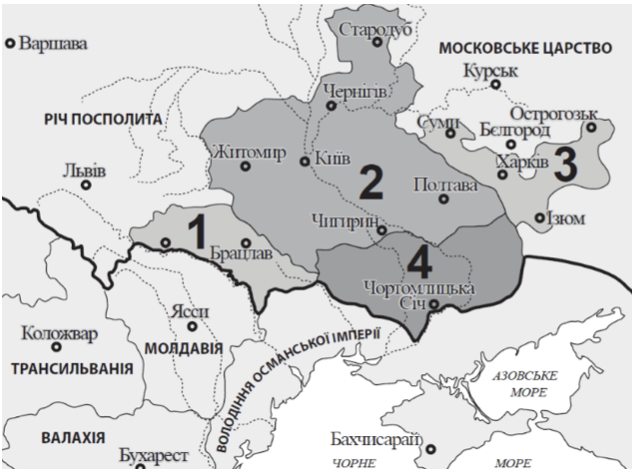 Стародуб
Варшава
МОСКОВСЬКЕ ЦАРСТВО
Курськ
Чернігів
Острогозьк
РІЧ ПОСПОЛИТА
Суми
Бєлгород
Житомир
Київ
Харків
3
Львів
2
Полтава
Чигирин
Ізюм
1
Брацлав
4
Чортомлицька
Січ
Ясси
Коложвар
МОЛДАВІЯ
ТРАНСИЛЬВАНІЯ
ВОЛОДІННЯ ОСМАНСЬКОЇ ІМПЕРІЇ
АЗОВСЬКЕ
МОРЕ
ВАЛАХІЯ
Бахчисарай
Бухарест
ЧОРНЕ
МОРЕ